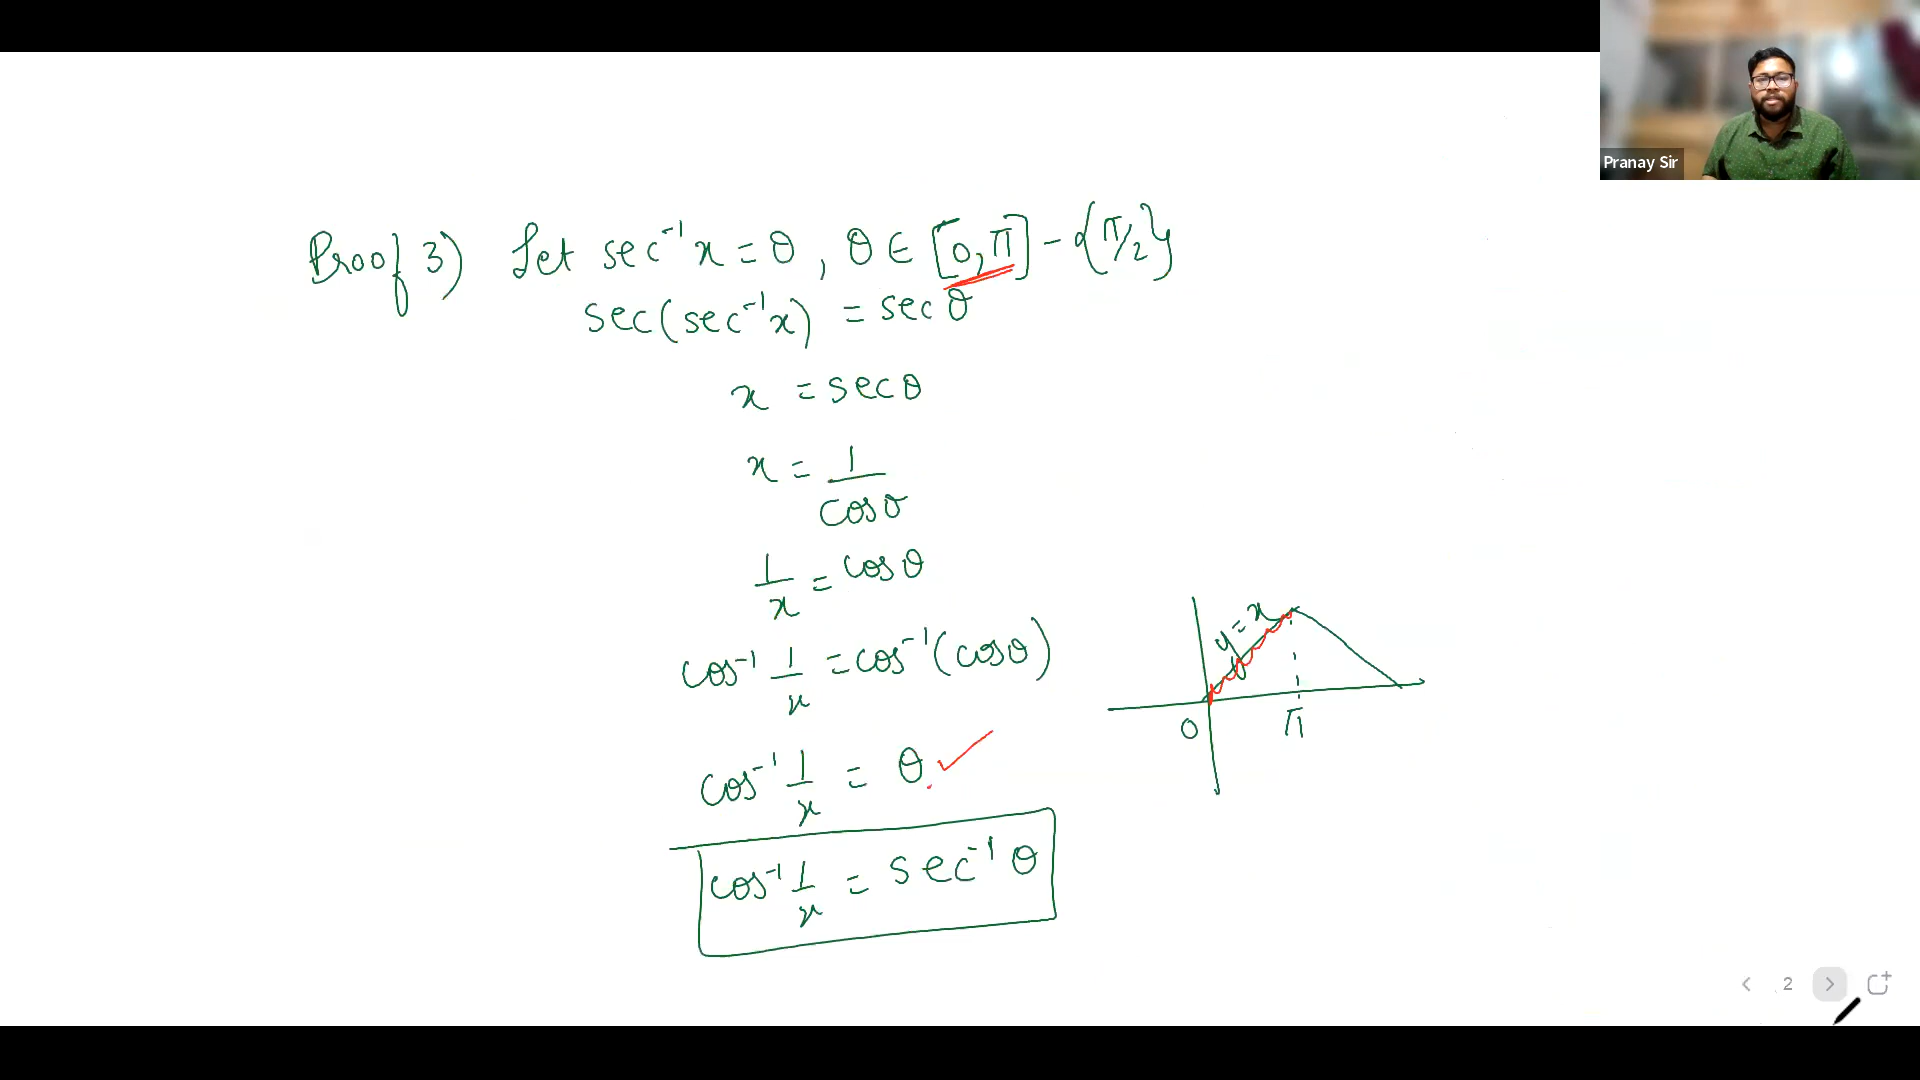 Pranay Sir
Proof 3) Let sec⁻¹x = θ, θ ∈ [0,π] - {π/2}
sec(sec⁻¹x) = sec θ
x = sec θ
x = 1/cos θ
1/x = cos θ
cos⁻¹ 1/x = cos⁻¹(cos θ)
cos⁻¹ 1/x = θ.
cos⁻¹ 1/x = sec⁻¹ θ
y = x
0 π
2